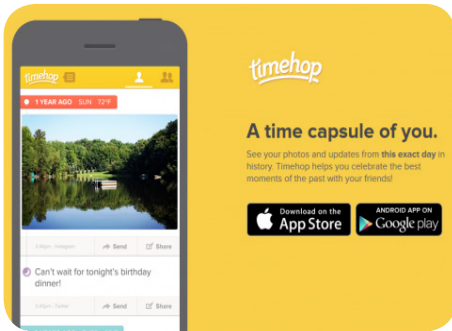 timehop
1 YEAR AGO SUN 72°F
Send
Share
Can't wait for tonight's birthday
dinner!
Send
Share
timehop
A time capsule of you.
See your photos and updates from this exact day in
history. Timehop helps you celebrate the best
moments of the past with your friends!
Download on the
App Store
ANDROID APP ON
Google play